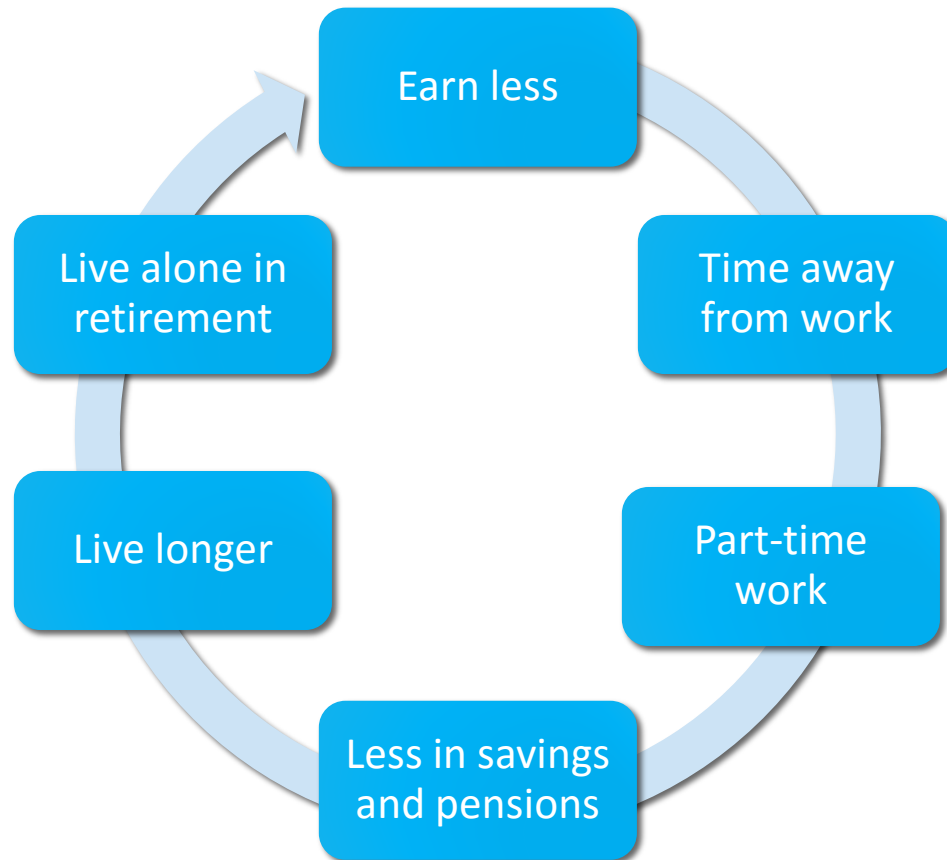 Earn less
Time away
from work
Part-time
work
Less in savings
and pensions
Live longer
Live alone in
retirement